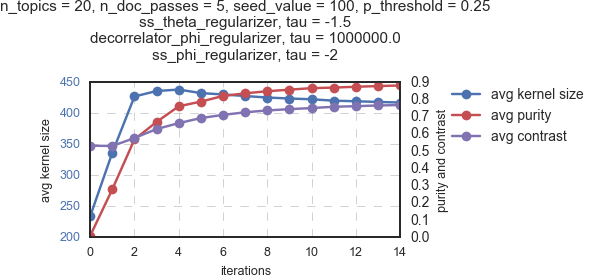 n_topics = 20, n_doc_passes = 5, seed_value = 100, p_threshold = 0.25
ss_theta_regularizer, tau = -1.5
decorrelator_phi_regularizer, tau = 1000000.0
ss_phi_regularizer, tau = -2
450
400
350
300
250
200
avg kernel size
0 2 4 6 8 10 12 14
iterations
0.9
0.8
0.7
0.6
0.5
0.4
0.3
0.2
0.1
0.0
purity and contrast
avg kernel size
avg purity
avg contrast